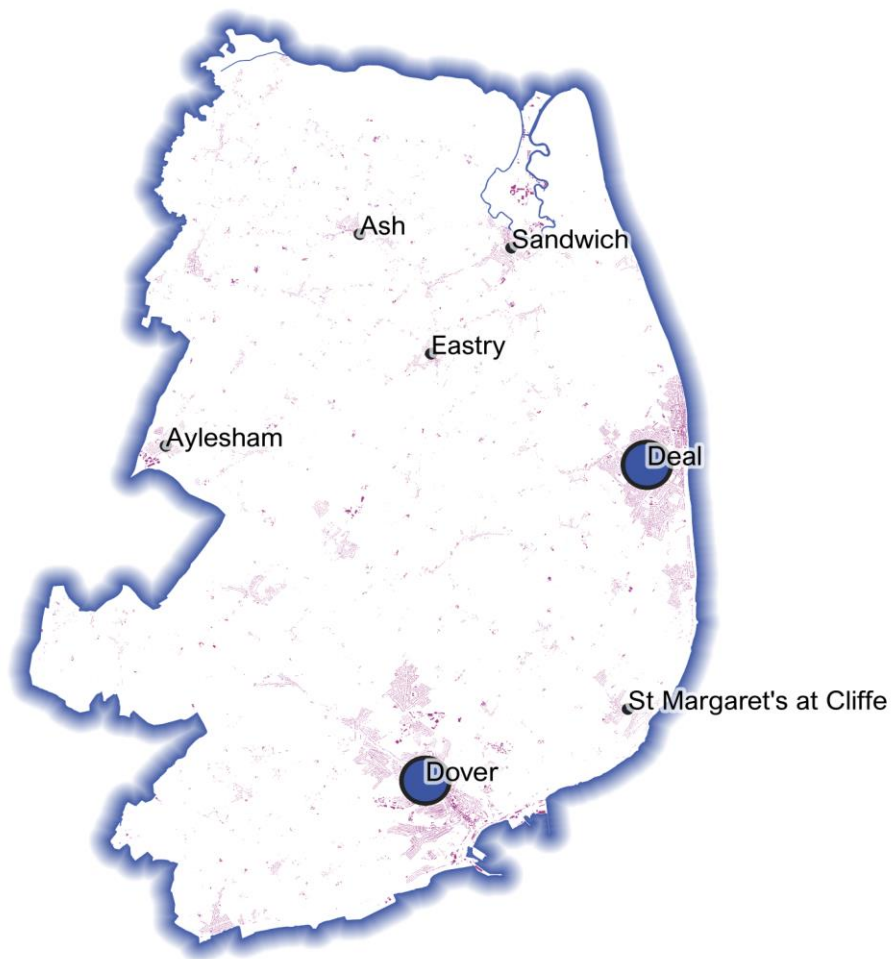 Ash
Sandwich
Eastry
Aylesham
Deal
St Margaret's at Cliffe
Dover